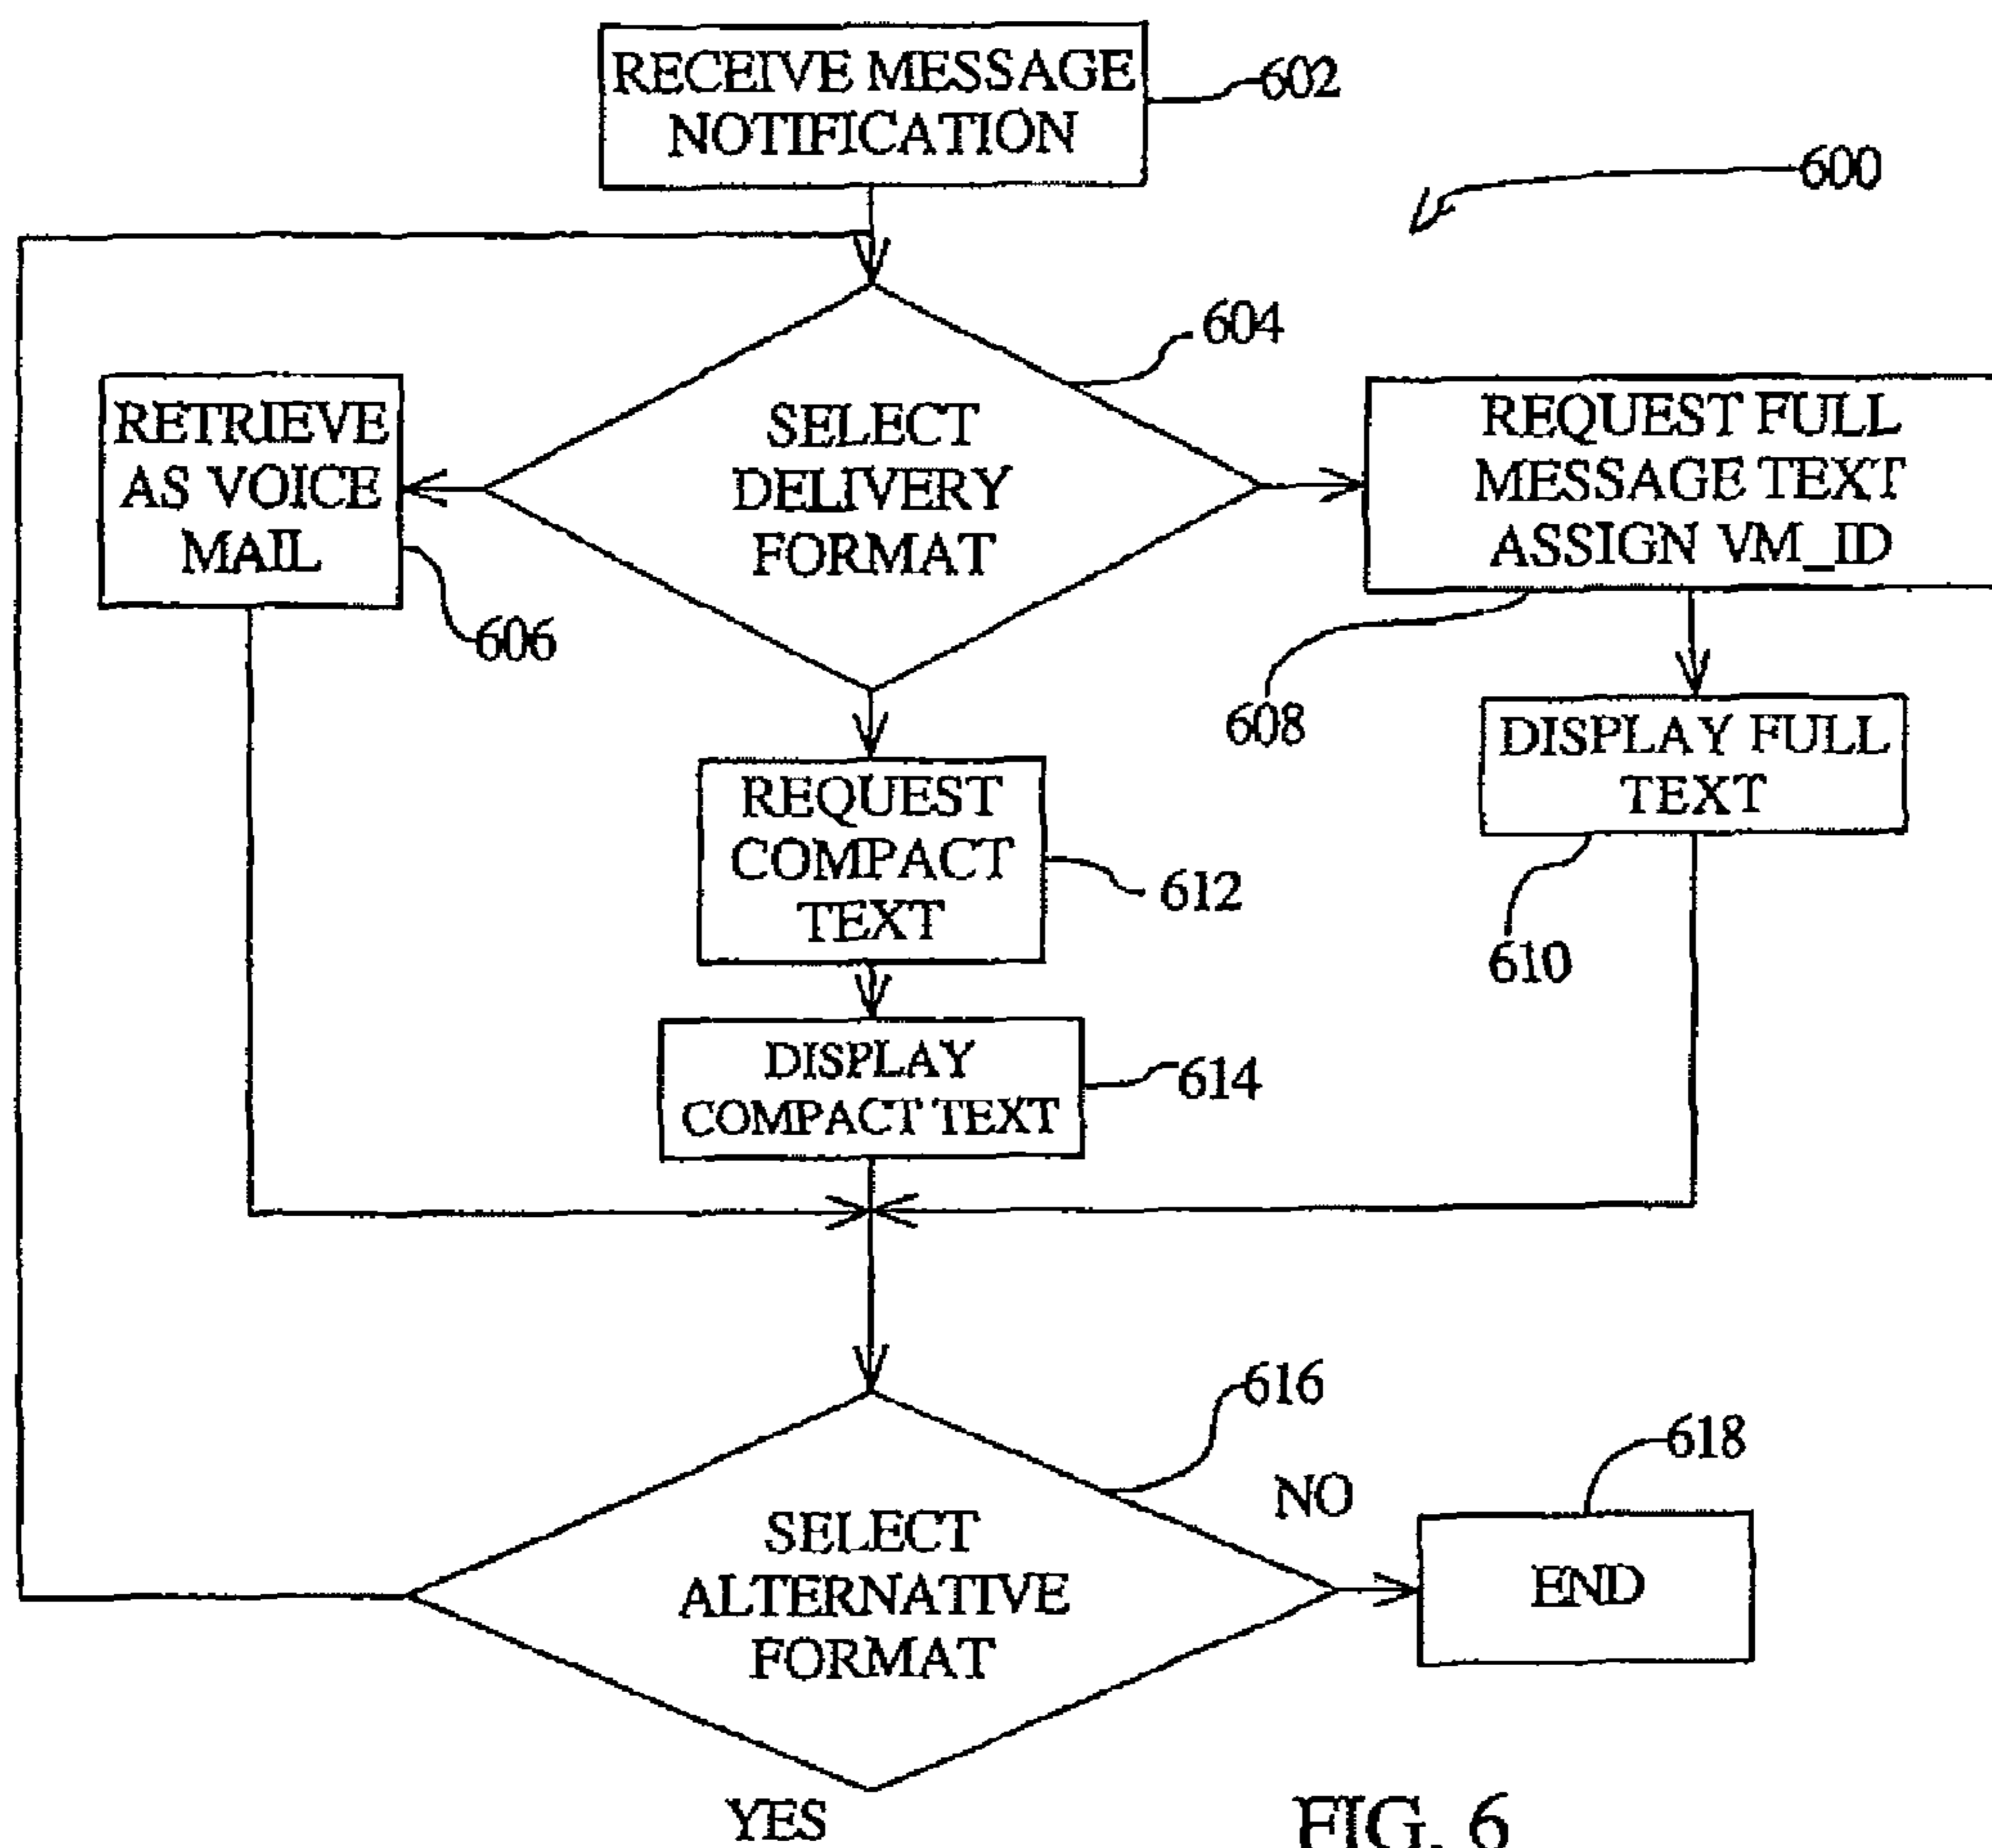 RECEIVE MESSAGE
NOTIFICATION
602
600
604
SELECT
DELIVERY
FORMAT
RETRIEVE
AS VOICE
MAIL
606
REQUEST FULL
MESSAGE TEXT
ASSIGN VM_ID
608
DISPLAY FULL
TEXT
610
REQUEST
COMPACT
TEXT
612
DISPLAY
COMPACT TEXT
614
616
SELECT
ALTERNATIVE
FORMAT
NO
618
END
YES
FIG. 6